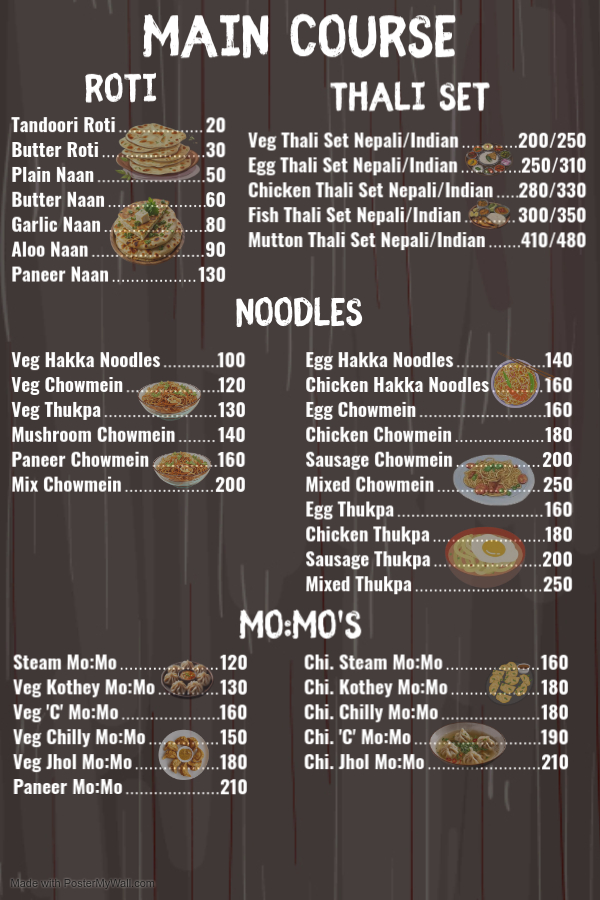 MAIN COURSE
ROTI
Tandoori Roti....................20
Butter Roti.........................30
Plain Naan.........................50
Butter Naan........................60
Garlic Naan.........................80
Aloo Naan............................90
Paneer Naan.....................130
THALI SET
Veg Thali Set Nepali/Indian............200/250
Egg Thali Set Nepali/Indian............250/310
Chicken Thali Set Nepali/Indian.....280/330
Fish Thali Set Nepali/Indian...........300/350
Mutton Thali Set Nepali/Indian.......410/480
NOODLES
Veg Hakka Noodles.............100
Veg Chowmein......................120
Veg Thukpa...........................130
Mushroom Chowmein........140
Paneer Chowmein...............160
Mix Chowmein.....................200
Egg Hakka Noodles....................140
Chicken Hakka Noodles............160
Egg Chowmein............................160
Chicken Chowmein.....................180
Sausage Chowmein....................200
Mixed Chowmein........................250
Egg Thukpa.................................160
Chicken Thukpa.........................180
Sausage Thukpa........................200
Mixed Thukpa.............................250
MO:MO'S
Steam Mo:Mo......................120
Veg Kothey Mo:Mo..............130
Veg 'C' Mo:Mo......................160
Veg Chilly Mo:Mo.................150
Veg Jhol Mo:Mo...................180
Paneer Mo:Mo.....................210
Chi. Steam Mo:Mo.....................160
Chi. Kothey Mo:Mo....................180
Chi. Chilly Mo:Mo......................180
Chi. 'C' Mo:Mo...........................190
Chi. Jhol Mo:Mo.........................210
Made with PosterMyWall.com